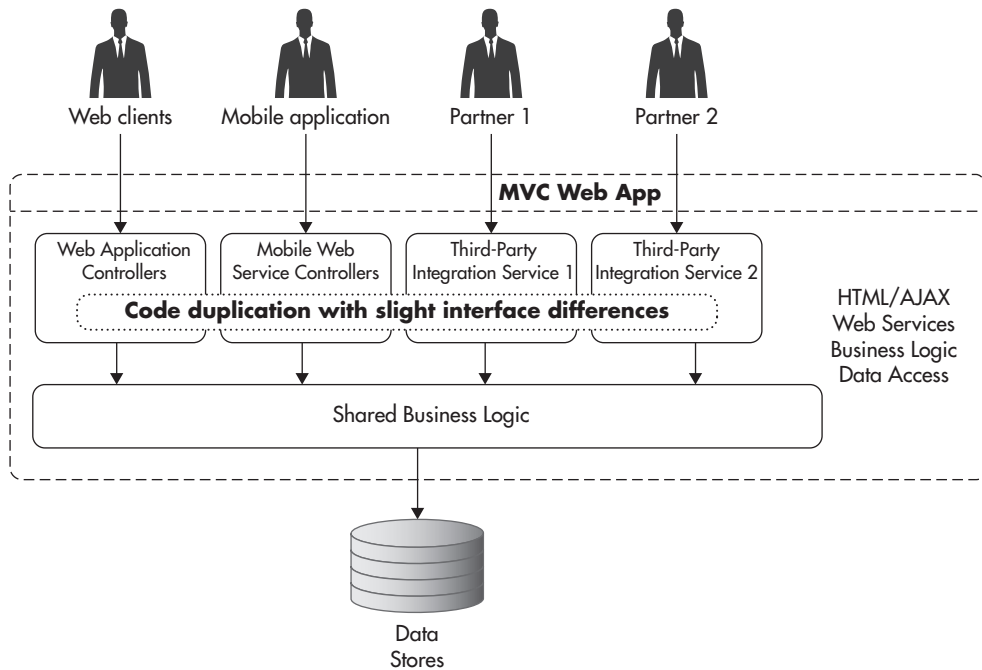 Web clients
Mobile application
Partner 1
Partner 2
MVC Web App
Web Application
Controllers
Mobile Web
Service Controllers
Third-Party
Integration Service 1
Third-Party
Integration Service 2
Code duplication with slight interface differences
HTML/AJAX
Web Services
Business Logic
Data Access
Shared Business Logic
Data
Stores